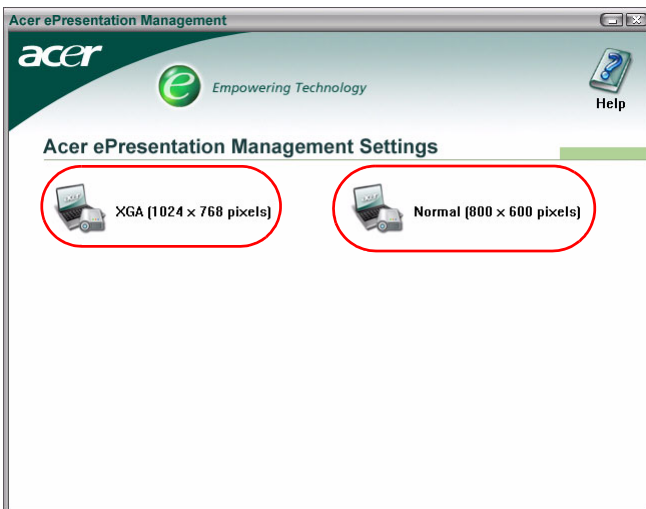 Acer ePresentation Management
acer
e Empowering Technology
Help
Acer ePresentation Management Settings
XGA (1024 x 768 pixels)
Normal (800 x 600 pixels)